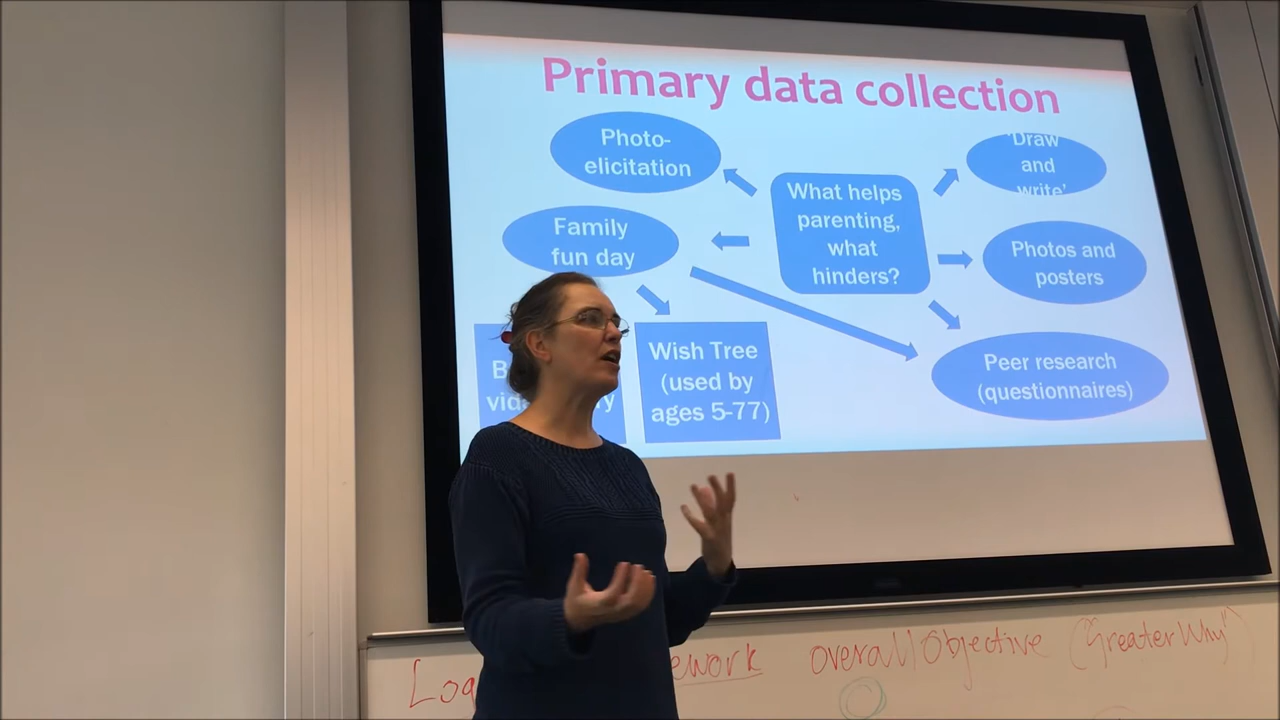 Primary data collection
Photo-
elicitation
'Draw
and
write'
What helps
parenting,
what
hinders?
Family
fun day
Photos and
posters
Wish Tree
(used by
ages 5-77)
Peer research
(questionnaires)
overall Objective ("Greater Why")